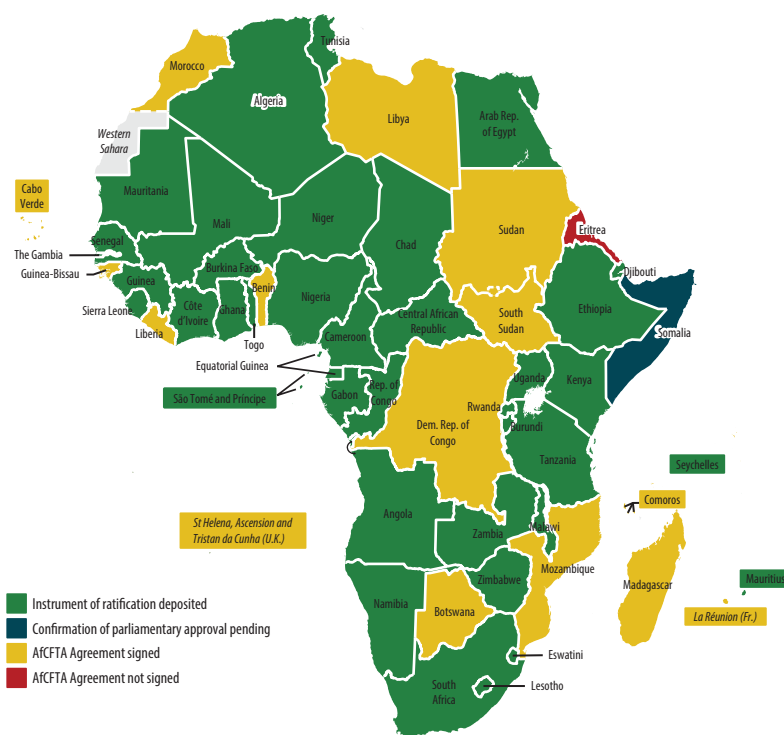 Tunisia
Morocco
Algeria
Libya
Arab Rep.
of Egypt
Western
Sahara
Mauritania
Cabo
Verde
Mali
Niger
Chad
Sudan
Eritrea
Senegal
The Gambia
Guinea-Bissau
Guinea
Burkina Faso
Benin
Nigeria
Djibouti
Ethiopia
Sierra Leone
Côte
d'Ivoire
Ghana
Liberia
Togo
Cameroon
Central African
Republic
South
Sudan
Somalia
Equatorial Guinea
São Tomé and Príncipe
Gabon
Rep. of
Congo
Dem. Rep. of
Congo
Uganda
Kenya
Rwanda
Burundi
Tanzania
Seychelles
Comoros
St Helena, Ascension and
Tristan da Cunha (U.K.)
Angola
Zambia
Malawi
Mozambique
Madagascar
Mauritius
La Réunion (Fr.)
Zimbabwe
Namibia
Botswana
Eswatini
South
Africa
Lesotho
Instrument of ratification deposited
Confirmation of parliamentary approval pending
AfCFTA Agreement signed
AfCFTA Agreement not signed